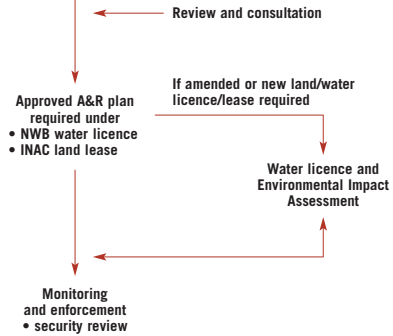 Review and consultation
If amended or new land/water
licence/lease required
Approved A&R plan
required under
• NWB water licence
• INAC land lease
Water licence and
Environmental Impact
Assessment
Monitoring
and enforcement
• security review